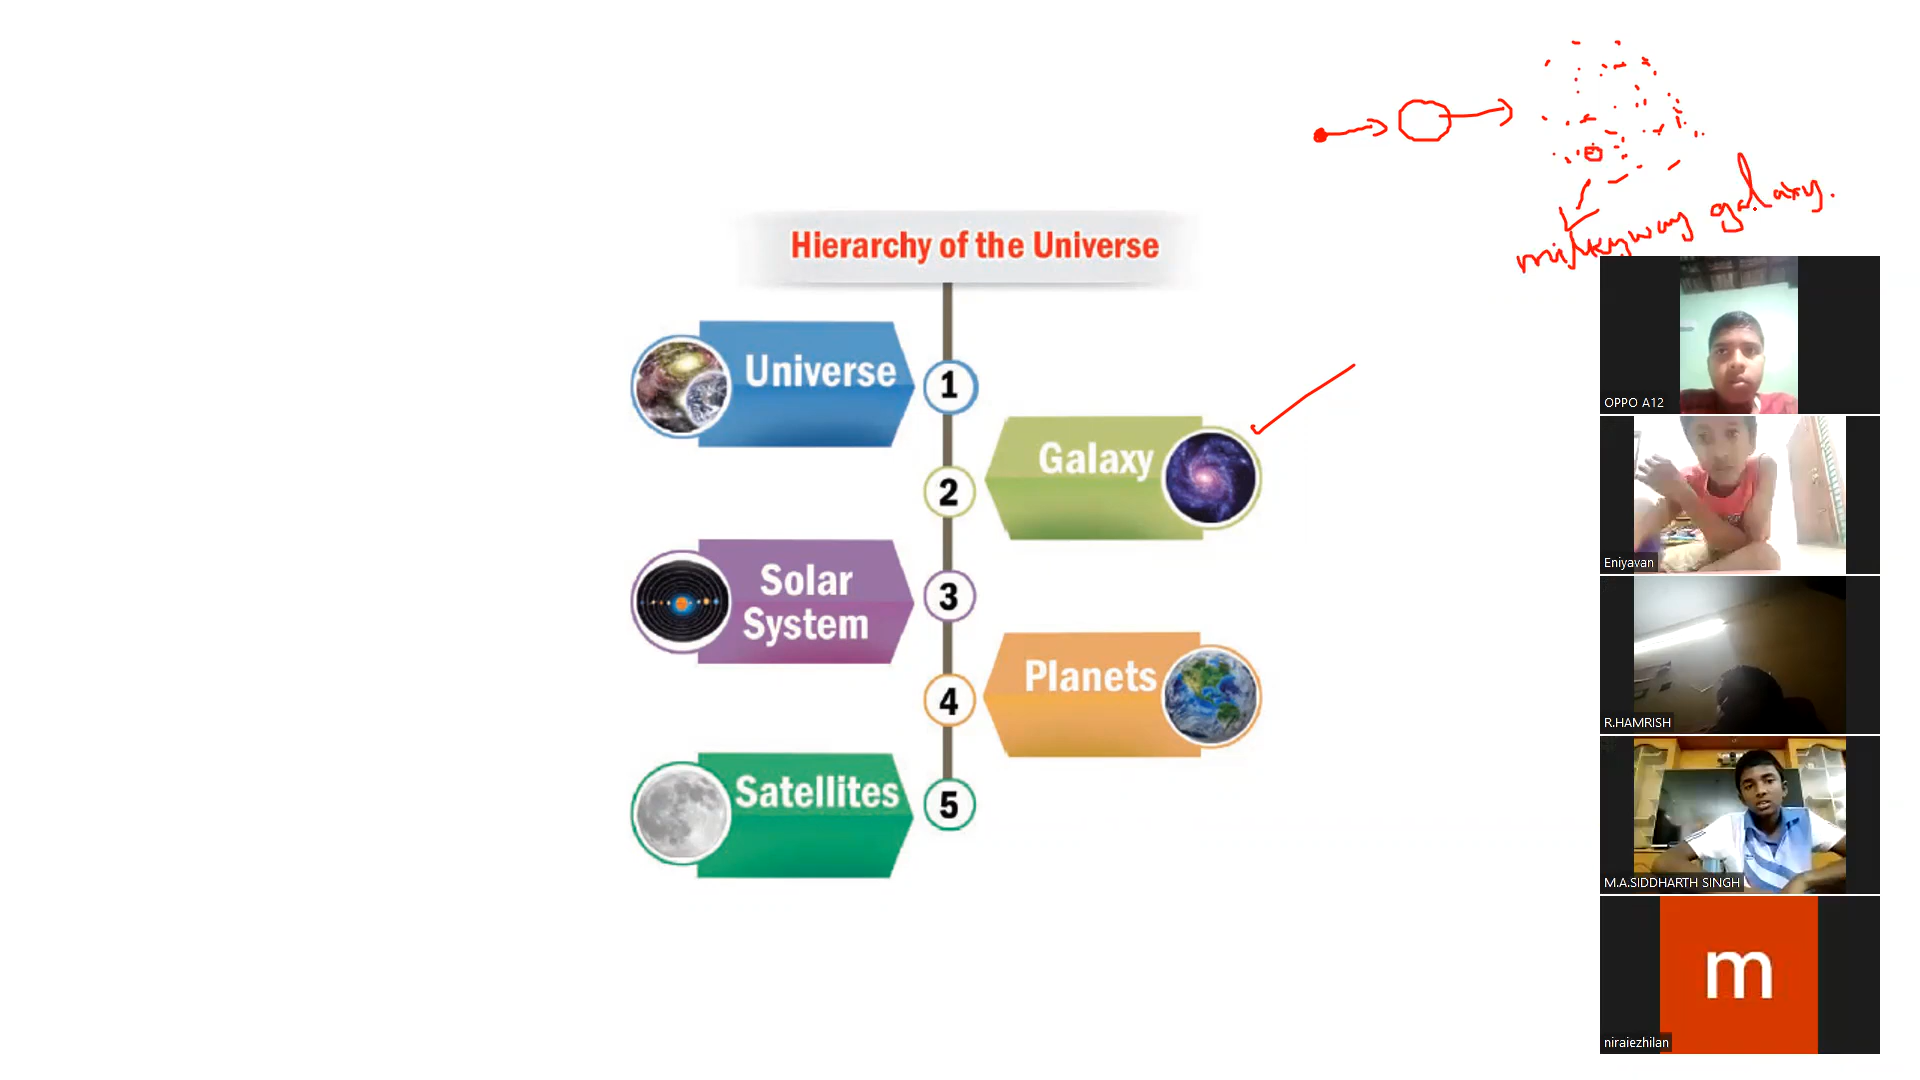 milkyway galaxy.
Hierarchy of the Universe
Universe
1
Galaxy
2
Solar
System
3
Planets
4
Satellites
5
OPPO A12
Eniyavan
R.HAMRISH
M.A.SIDDHARTH SINGH
m
niraiezhilan